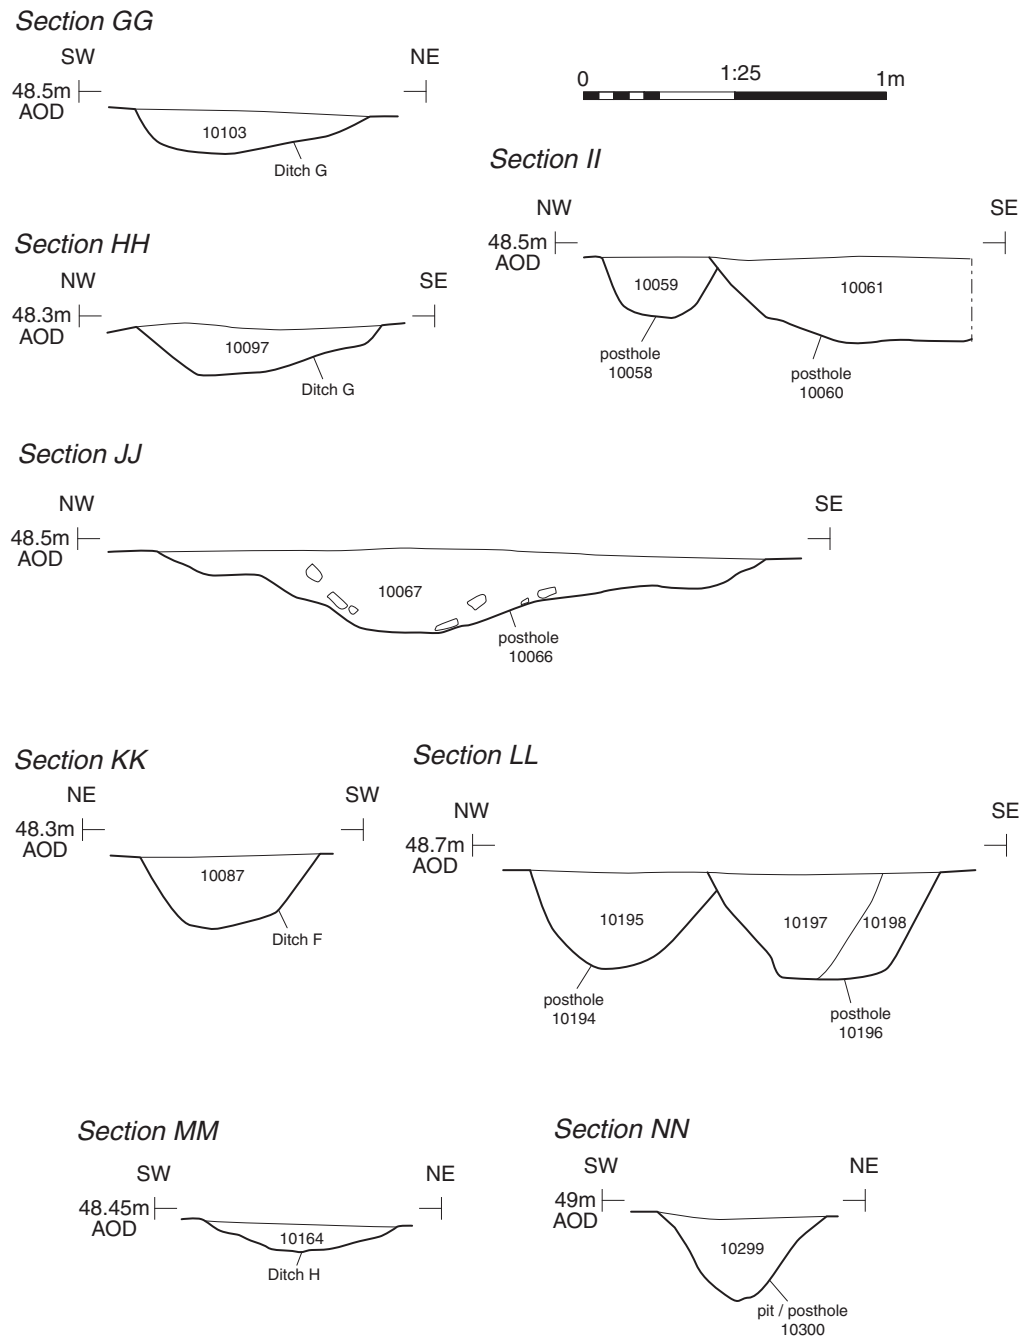 Section GG
SW
NE
48.5m
AOD
10103
Ditch G
0
1:25
1m
Section II
NW
SE
48.5m
AOD
10059
10061
posthole
10058
posthole
10060
Section HH
NW
SE
48.3m
AOD
10097
Ditch G
Section JJ
NW
SE
48.5m
AOD
10067
posthole
10066
Section KK
NE
SW
48.3m
AOD
10087
Ditch F
Section LL
NW
SE
48.7m
AOD
10195
10197
10198
posthole
10194
posthole
10196
Section MM
SW
NE
48.45m
AOD
10164
Ditch H
Section NN
SW
NE
49m
AOD
10299
pit / posthole
10300